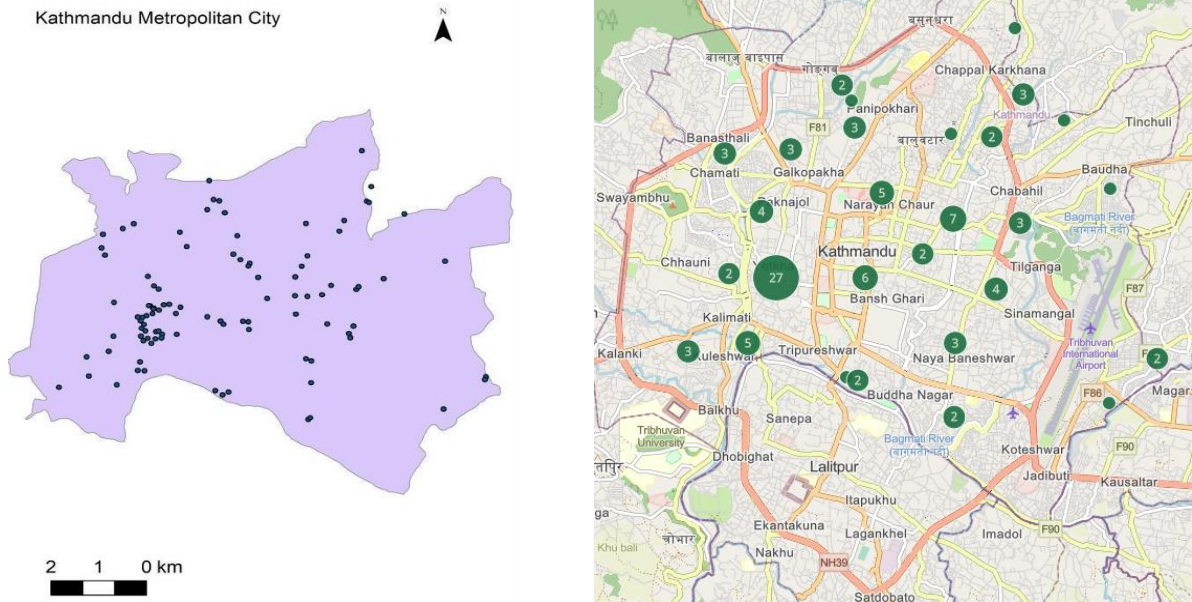 Kathmandu Metropolitan City
N
2 1 0 km
बसुन्धरा
बालाजु बाइपास
गोङ्गबु
Chappal Karkhana
2
3
Panipokhari
Kathmandu
F81
3
Tinchuli
Banasthali
बालुवटार
2
3
3
Chamati
Galkopakha
Baudha
Swayambhu
5
Chabahil
Narayan Chaur
4
7
3
Bagmati River
(बागमती नदी)
Kathmandu
2
Chhauni
2
27
6
Tilganga
Bansh Ghari
4
F87
Kalimati
Sinamangal
Kalanki
3
Kuleshwar
5
Tripureshwar
3
Naya Baneshwar
Tribhuvan
International
Airport
2
2
F86
Magar
Buddha Nagar
Balkhu
Sanepa
2
Tribhuvan
University
Bagmati River
(बागमती नदी)
Koteshwar
F90
Dhobighat
Lalitpur
Jadibuti
Kausaltar
Itapukhu
Ekantakuna
Lagankhel
Imadol
F90
चोभार
Nakhu
Khu bali
NH39
Satdobato